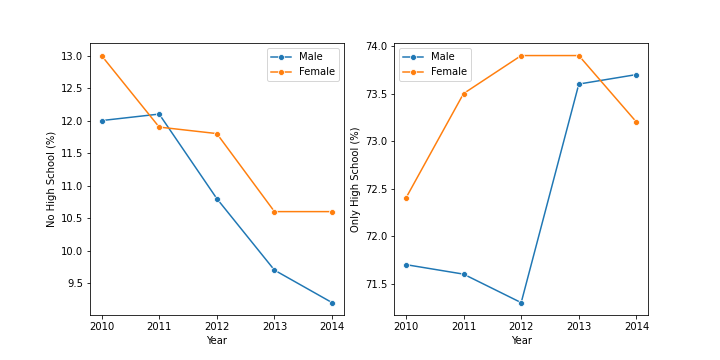 Male
Female
13.0
12.5
12.0
11.5
11.0
10.5
10.0
9.5
No High School (%)
2010 2011 2012 2013 2014
Year
Male
Female
74.0
73.5
73.0
72.5
72.0
71.5
Only High School (%)
2010 2011 2012 2013 2014
Year